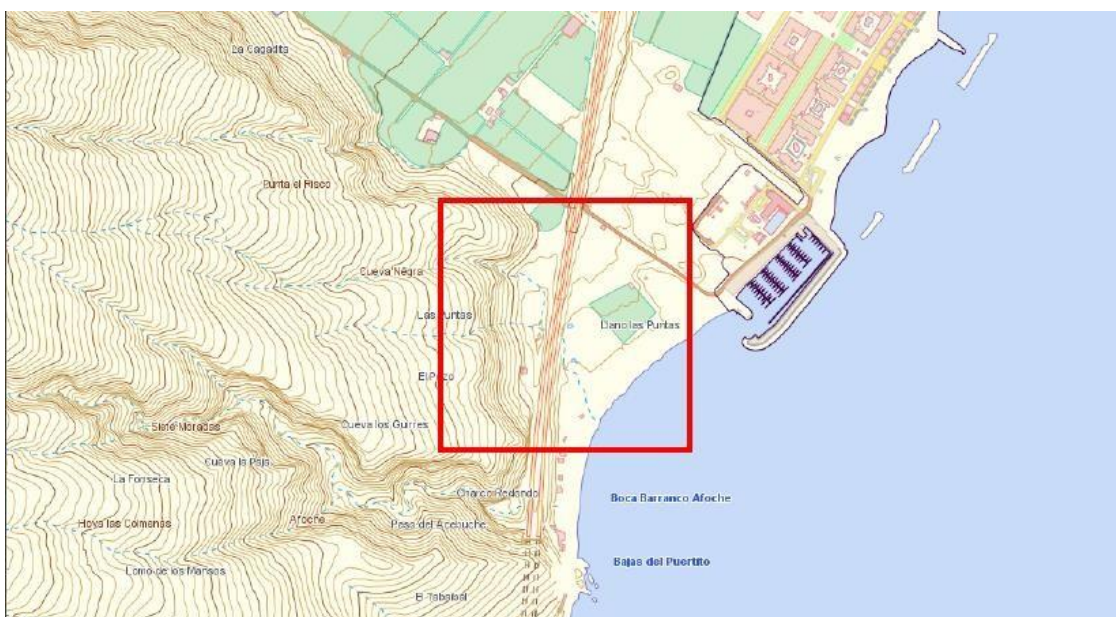 La Cagadita
Punta el Risco
Cueva Negra
Las Puntas
Llano las Puntas
El Pozo
Siete Moradas
Cueva los Guirres
Cueva la Paja
La Fonseca
Charco Redondo
Boca Barranco Afoche
Hoya las Colmenas
Afoche
Paso del Acebuche
Lomo de los Mansos
Bajas del Puertito
El Tabaibal